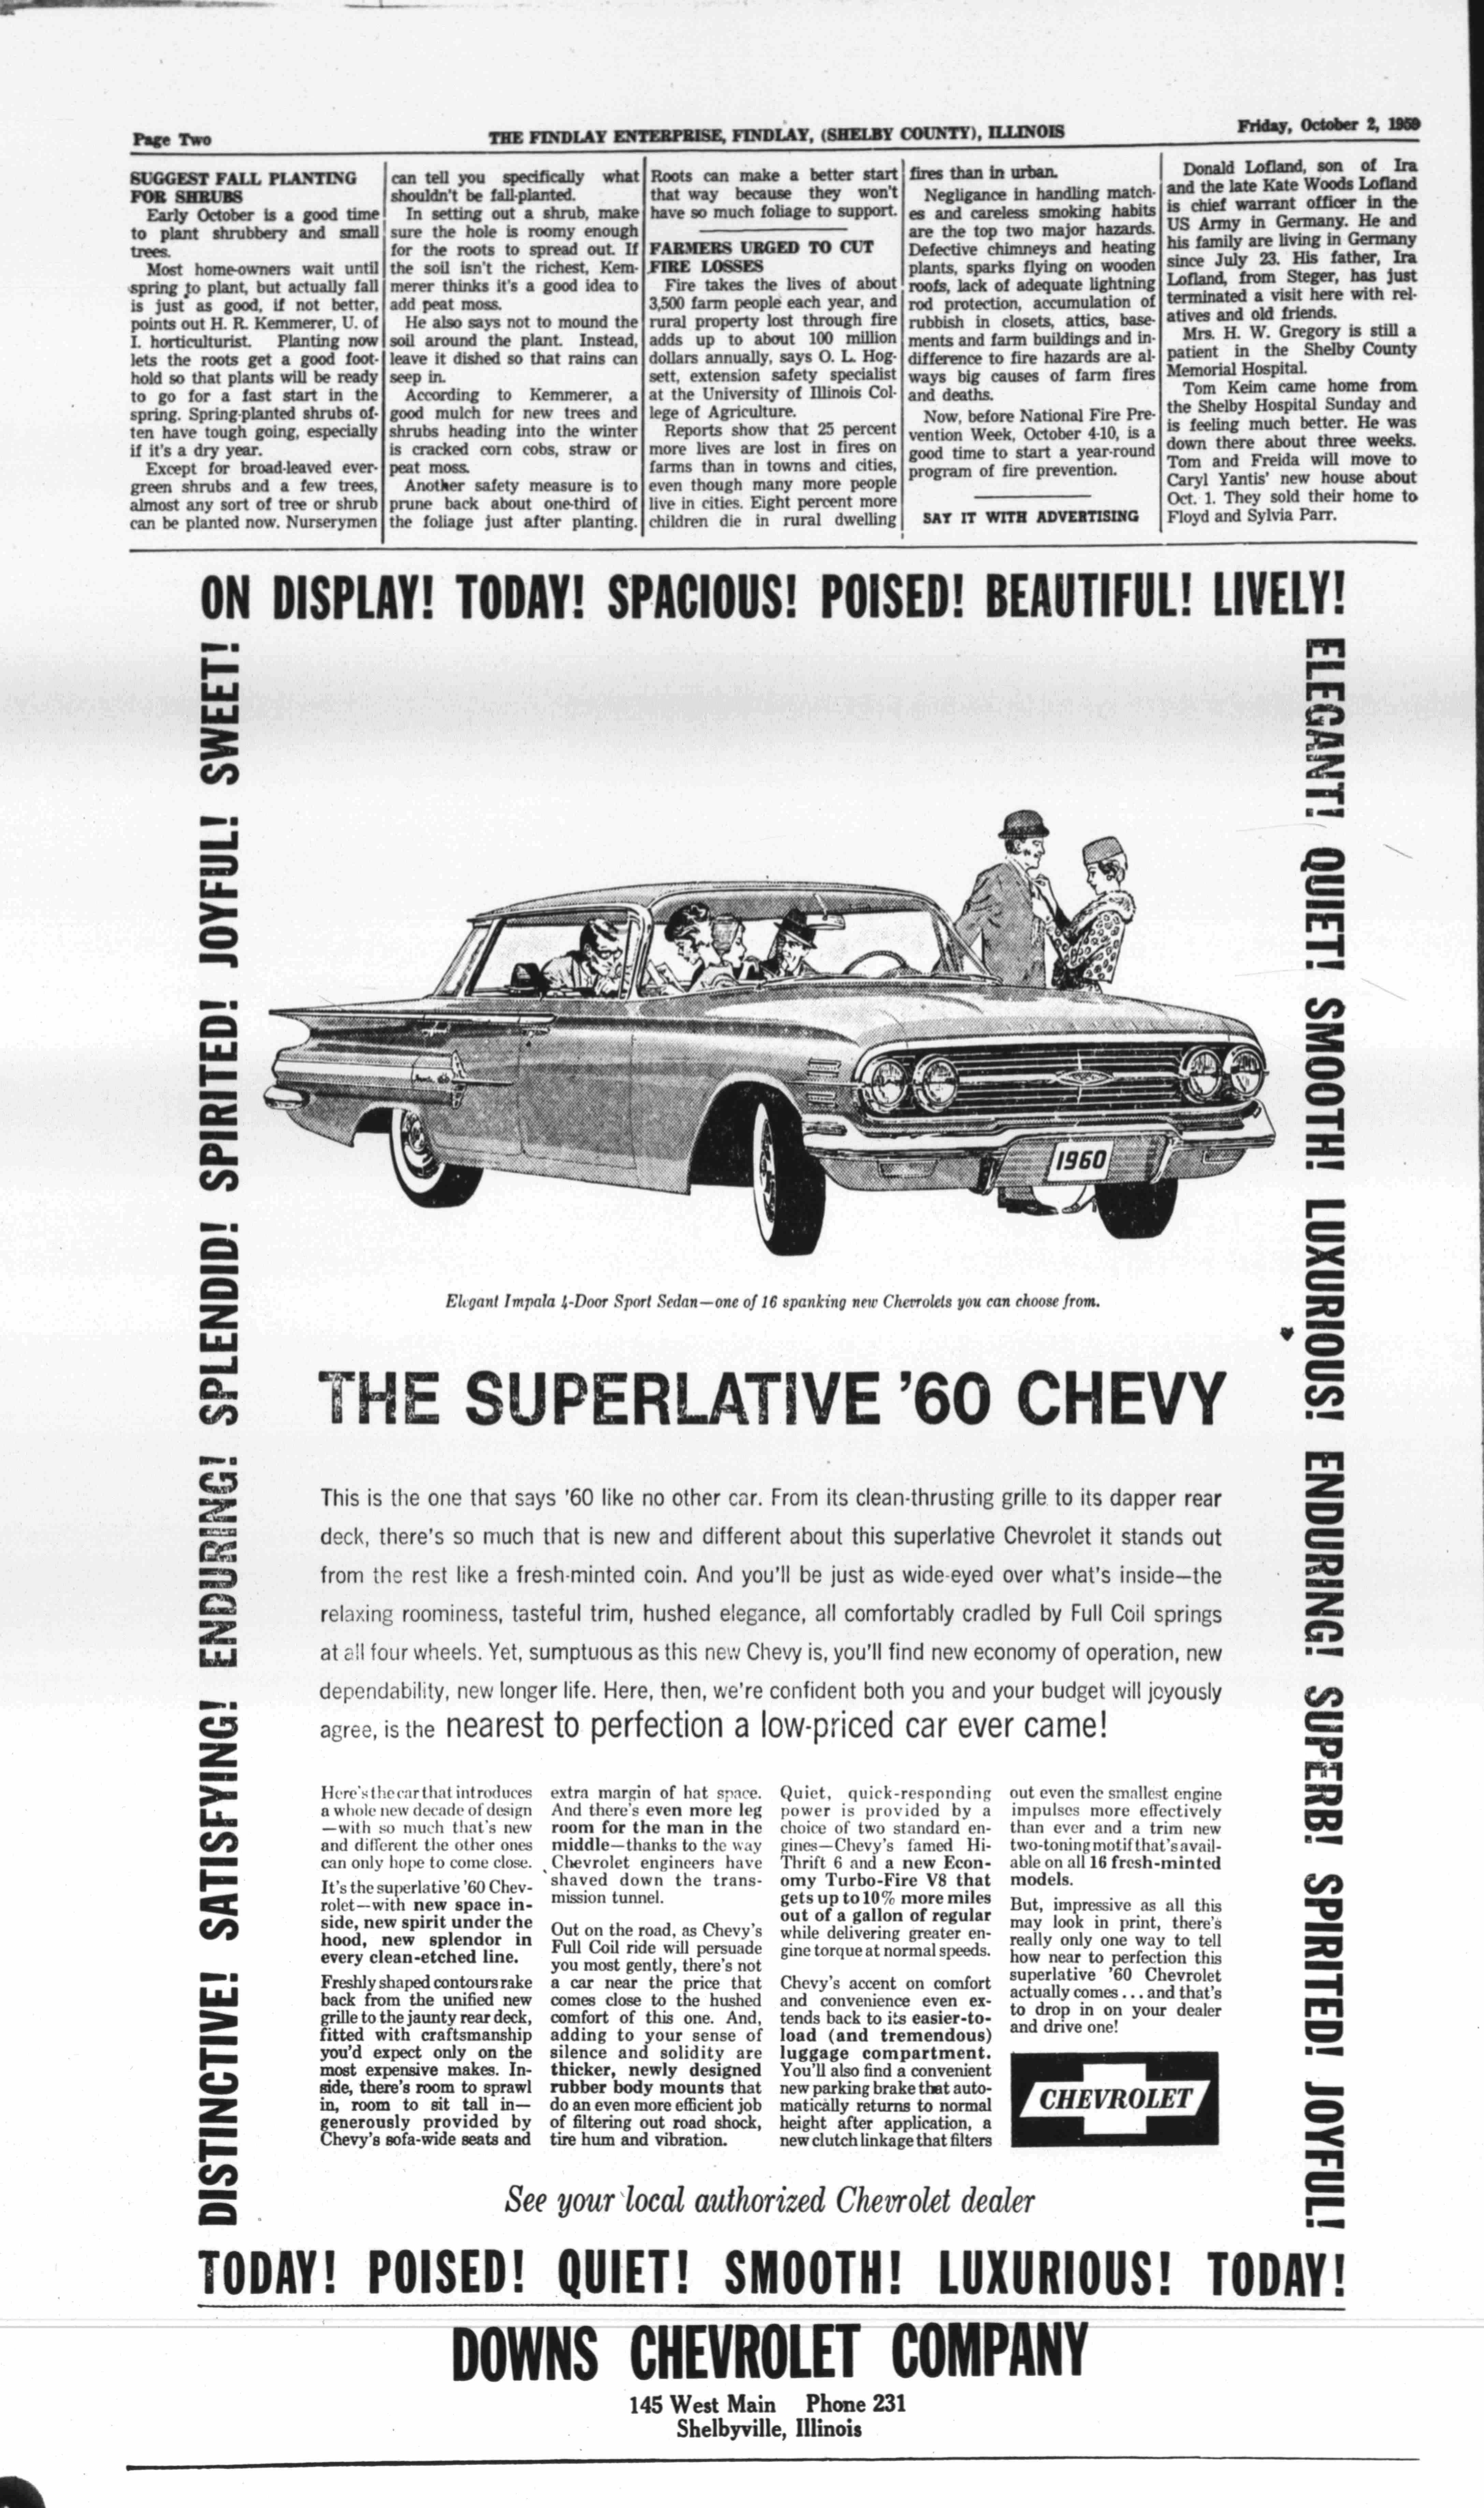 Page Two
THE FINDLAY ENTERPRISE, FINDLAY, (SHELBY COUNTY), ILLINOIS
Friday, October 2, 1959
SUGGEST FALL PLANTING
FOR SHRUBS
Early October is a good time
to plant shrubbery and small
trees.
Most home-owners wait until
spring to plant, but actually fall
is just as good, if not better,
points out H. R. Kemmerer, U. of
I. horticulturist. Planting now
lets the roots get a good foot-
hold so that plants will be ready
to go for a fast start in the
spring. Spring-planted shrubs of-
ten have tough going, especially
if it's a dry year.
Except for broad-leaved ever-
green shrubs and a few trees,
almost any sort of tree or shrub
can be planted now. Nurserymen
can tell you specifically what
shouldn't be fall-planted.
In setting out a shrub, make
sure the hole is roomy enough
for the roots to spread out. If
the soil isn't the richest, Kem-
merer thinks it's a good idea to
add peat moss.
He also says not to mound the
soil around the plant. Instead,
leave it dished so that rains can
seep in.
According to Kemmerer, a
good mulch for new trees and
shrubs heading into the winter
is cracked corn cobs, straw or
peat moss.
Another safety measure is to
prune back about one-third of
the foliage just after planting.
Roots can make a better start
that way because they won't
have so much foliage to support.
FARMERS URGED TO CUT
FIRE LOSSES
Fire takes the lives of about
3,500 farm people each year, and
rural property lost through fire
adds up to about 100 million
dollars annually, says O. L. Hog-
sett, extension safety specialist
at the University of Illinois Col-
lege of Agriculture.
Reports show that 25 percent
more lives are lost in fires on
farms than in towns and cities,
even though many more people
live in cities. Eight percent more
children die in rural dwelling
fires than in urban.
Negligance in handling match-
es and careless smoking habits
are the top two major hazards.
Defective chimneys and heating
plants, sparks flying on wooden
roofs, lack of adequate lightning
rod protection, accumulation of
rubbish in closets, attics, base-
ments and farm buildings and in-
difference to fire hazards are al-
ways big causes of farm fires
and deaths.
Now, before National Fire Pre-
vention Week, October 4-10, is a
good time to start a year-round
program of fire prevention.
SAY IT WITH ADVERTISING
Donald Lofland, son of Ira
and the late Kate Woods Lofland
is chief warrant officer in the
US Army in Germany. He and
his family are living in Germany
since July 23. His father, Ira
Lofland, from Steger, has just
terminated a visit here with rel-
atives and old friends.
Mrs. H. W. Gregory is still a
patient in the Shelby County
Memorial Hospital.
Tom Keim came home from
the Shelby Hospital Sunday and
is feeling much better. He was
down there about three weeks.
Tom and Freida will move to
Caryl Yantis' new house about
Oct. 1. They sold their home to
Floyd and Sylvia Parr.
ON DISPLAY! TODAY! SPACIOUS! POISED! BEAUTIFUL! LIVELY!
DISTINCTIVE! SATISFYING! ENDURING! SPLENDID! SPIRITED! JOYFUL! SWEET!
ELEGANT! QUIET! SMOOTH! LUXURIOUS! ENDURING! SUPERB! SPIRITED! JOYFUL!
1960
Elegant Impala 4-Door Sport Sedan—one of 16 spanking new Chevrolets you can choose from.
THE SUPERLATIVE '60 CHEVY
This is the one that says '60 like no other car. From its clean-thrusting grille to its dapper rear
deck, there's so much that is new and different about this superlative Chevrolet it stands out
from the rest like a fresh-minted coin. And you'll be just as wide-eyed over what's inside—the
relaxing roominess, tasteful trim, hushed elegance, all comfortably cradled by Full Coil springs
at all four wheels. Yet, sumptuous as this new Chevy is, you'll find new economy of operation, new
dependability, new longer life. Here, then, we're confident both you and your budget will joyously
agree, is the nearest to perfection a low-priced car ever came!
Here's the car that introduces
a whole new decade of design
—with so much that's new
and different the other ones
can only hope to come close.
It's the superlative '60 Chev-
rolet—with new space in-
side, new spirit under the
hood, new splendor in
every clean-etched line.
Freshly shaped contours rake
back from the unified new
grille to the jaunty rear deck,
fitted with craftsmanship
you'd expect only on the
most expensive makes. In-
side, there's room to sprawl
in, room to sit tall in—
generously provided by
Chevy's sofa-wide seats and
extra margin of hat space.
And there's even more leg
room for the man in the
middle—thanks to the way
Chevrolet engineers have
shaved down the trans-
mission tunnel.
Out on the road, as Chevy's
Full Coil ride will persuade
you most gently, there's not
a car near the price that
comes close to the hushed
comfort of this one. And,
adding to your sense of
silence and solidity are
thicker, newly designed
rubber body mounts that
do an even more efficient job
of filtering out road shock,
tire hum and vibration.
Quiet, quick-responding
power is provided by a
choice of two standard en-
gines—Chevy's famed Hi-
Thrift 6 and a new Econ-
omy Turbo-Fire V8 that
gets up to 10% more miles
out of a gallon of regular
while delivering greater en-
gine torque at normal speeds.
Chevy's accent on comfort
and convenience even ex-
tends back to its easier-to-
load (and tremendous)
luggage compartment.
You'll also find a convenient
new parking brake that auto-
matically returns to normal
height after application, a
new clutch linkage that filters
out even the smallest engine
impulses more effectively
than ever and a trim new
two-toning motif that's avail-
able on all 16 fresh-minted
models.
But, impressive as all this
may look in print, there's
really only one way to tell
how near to perfection this
superlative '60 Chevrolet
actually comes . . . and that's
to drop in on your dealer
and drive one!
CHEVROLET
See your local authorized Chevrolet dealer
TODAY! POISED! QUIET! SMOOTH! LUXURIOUS! TODAY!
DOWNS CHEVROLET COMPANY
145 West Main Phone 231
Shelbyville, Illinois